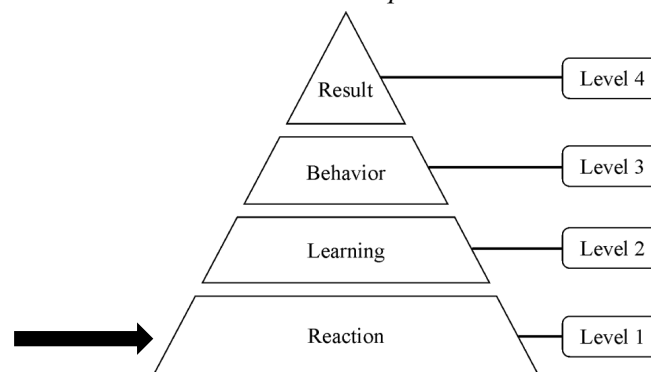 Result
Level 4
Behavior
Level 3
Learning
Level 2
Reaction
Level 1